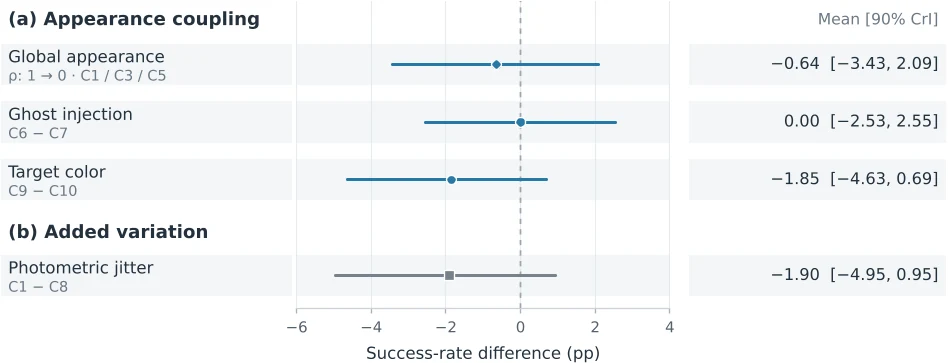 (a) Appearance coupling
Mean [90% CrI]
Global appearance
ρ: 1 → 0 · C1 / C3 / C5
−0.64 [−3.43, 2.09]
Ghost injection
C6 − C7
0.00 [−2.53, 2.55]
Target color
C9 − C10
−1.85 [−4.63, 0.69]
(b) Added variation
Photometric jitter
C1 − C8
−1.90 [−4.95, 0.95]
−6 −4 −2 0 2 4
Success-rate difference (pp)